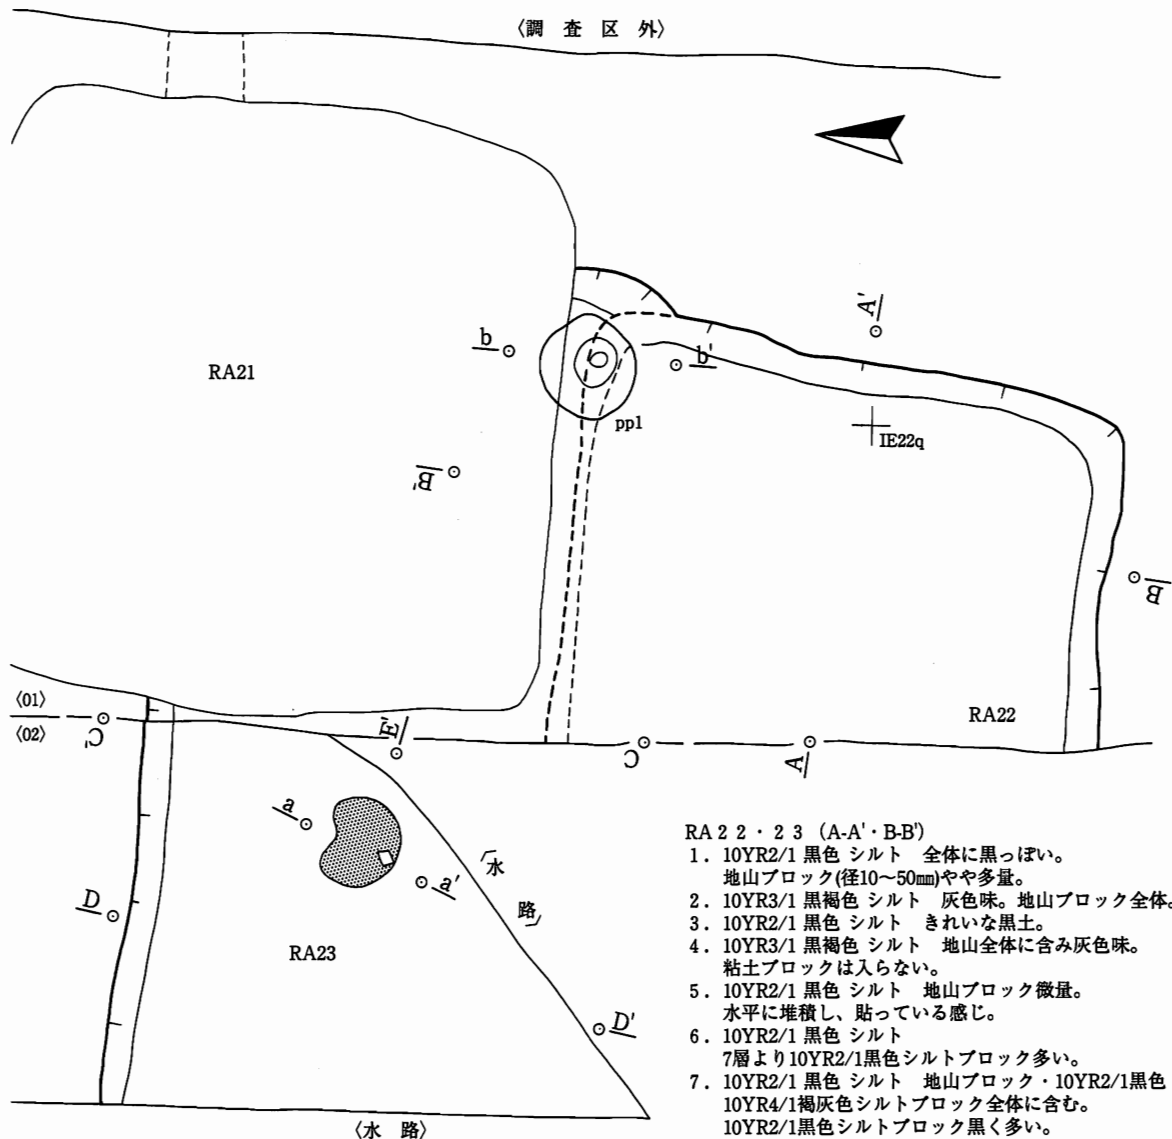 〈調 査 区 外〉
A'
b
b'
RA21
pp1
IE22q
B'
B
〈01〉
〈02〉
C'
E'
C
A
RA22
a
a'
〈水 路〉
D
RA23
D'
〈水 路〉
RA22・23 (A-A'・B-B')
1. 10YR2/1 黒色 シルト 全体に黒っぽい。
地山ブロック(径10〜50㎜)やや多量。
2. 10YR3/1 黒褐色 シルト 灰色味。地山ブロック全体。
3. 10YR2/1 黒色 シルト きれいな黒土。
4. 10YR3/1 黒褐色 シルト 地山全体に含み灰色味。
粘土ブロックは入らない。
5. 10YR2/1 黒色 シルト 地山ブロック微量。
水平に堆積し、貼っている感じ。
6. 10YR2/1 黒色 シルト
7層より10YR2/1黒色シルトブロック多い。
7. 10YR2/1 黒色 シルト 地山ブロック・10YR2/1黒色
10YR4/1褐灰色シルトブロック全体に含む。
10YR2/1黒色シルトブロック黒く多い。